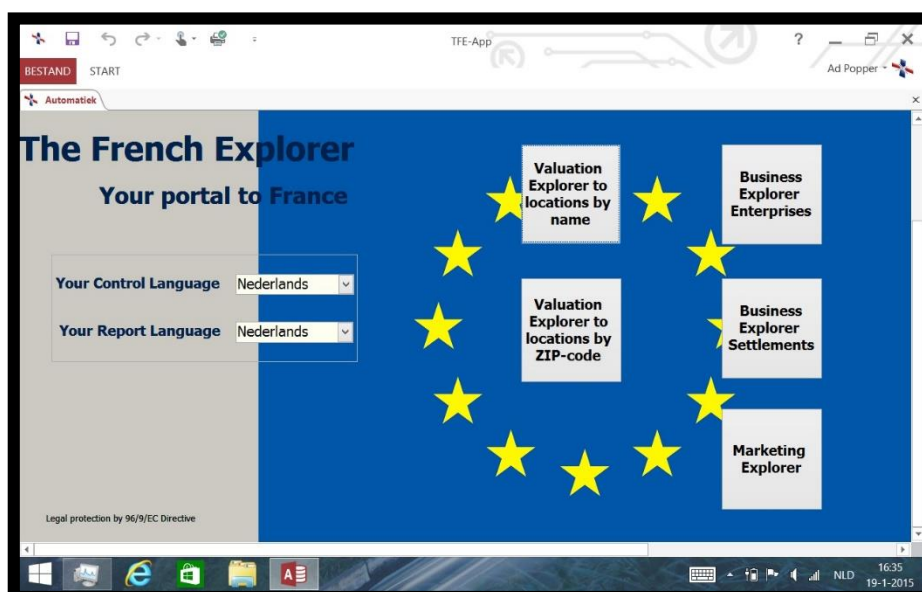 TFE-App
?
BESTAND
START
Ad Popper
Automatiek
The French Explorer
Your portal to France
Your Control Language
Nederlands
Your Report Language
Nederlands
Valuation
Explorer to
locations by
name
Business
Explorer
Enterprises
Valuation
Explorer to
locations by
ZIP-code
Business
Explorer
Settlements
Marketing
Explorer
Legal protection by 96/9/EC Directive
NLD
16:35
19-1-2015